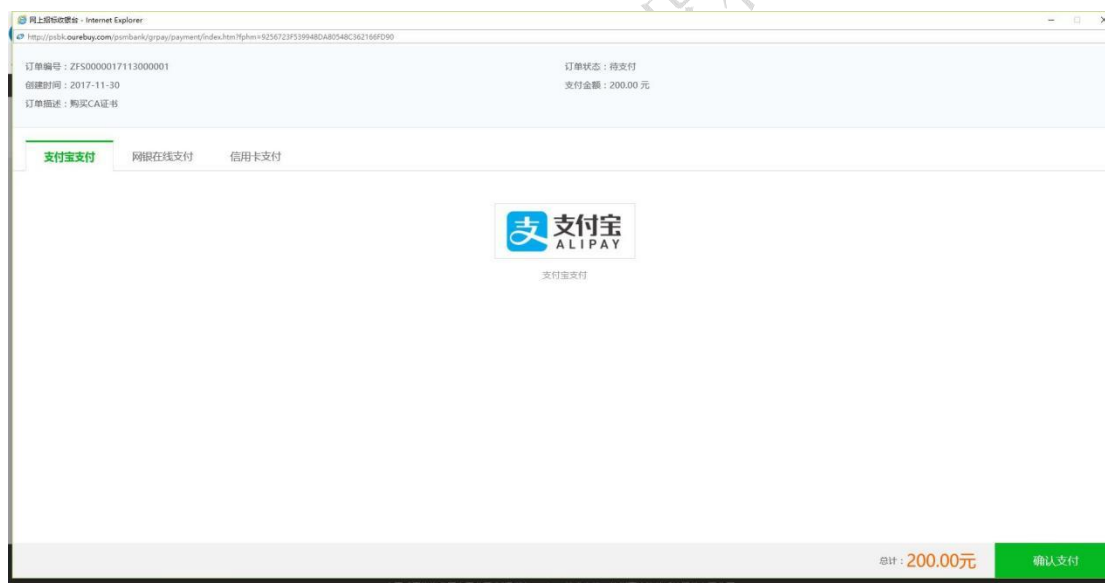 网上招标收银台 - Internet Explorer
http://psbk.ourebuy.com/psmbank/grpay/payment/index.htm?fphm=9256723F539948DA80548C362166FD90
订单编号：ZFS0000017113000001
订单状态：待支付
创建时间：2017-11-30
支付金额：200.00 元
订单描述：购买CA证书
支付宝支付 网银在线支付 信用卡支付
支 支付宝
ALIPAY
支付宝支付
总计：200.00元 确认支付